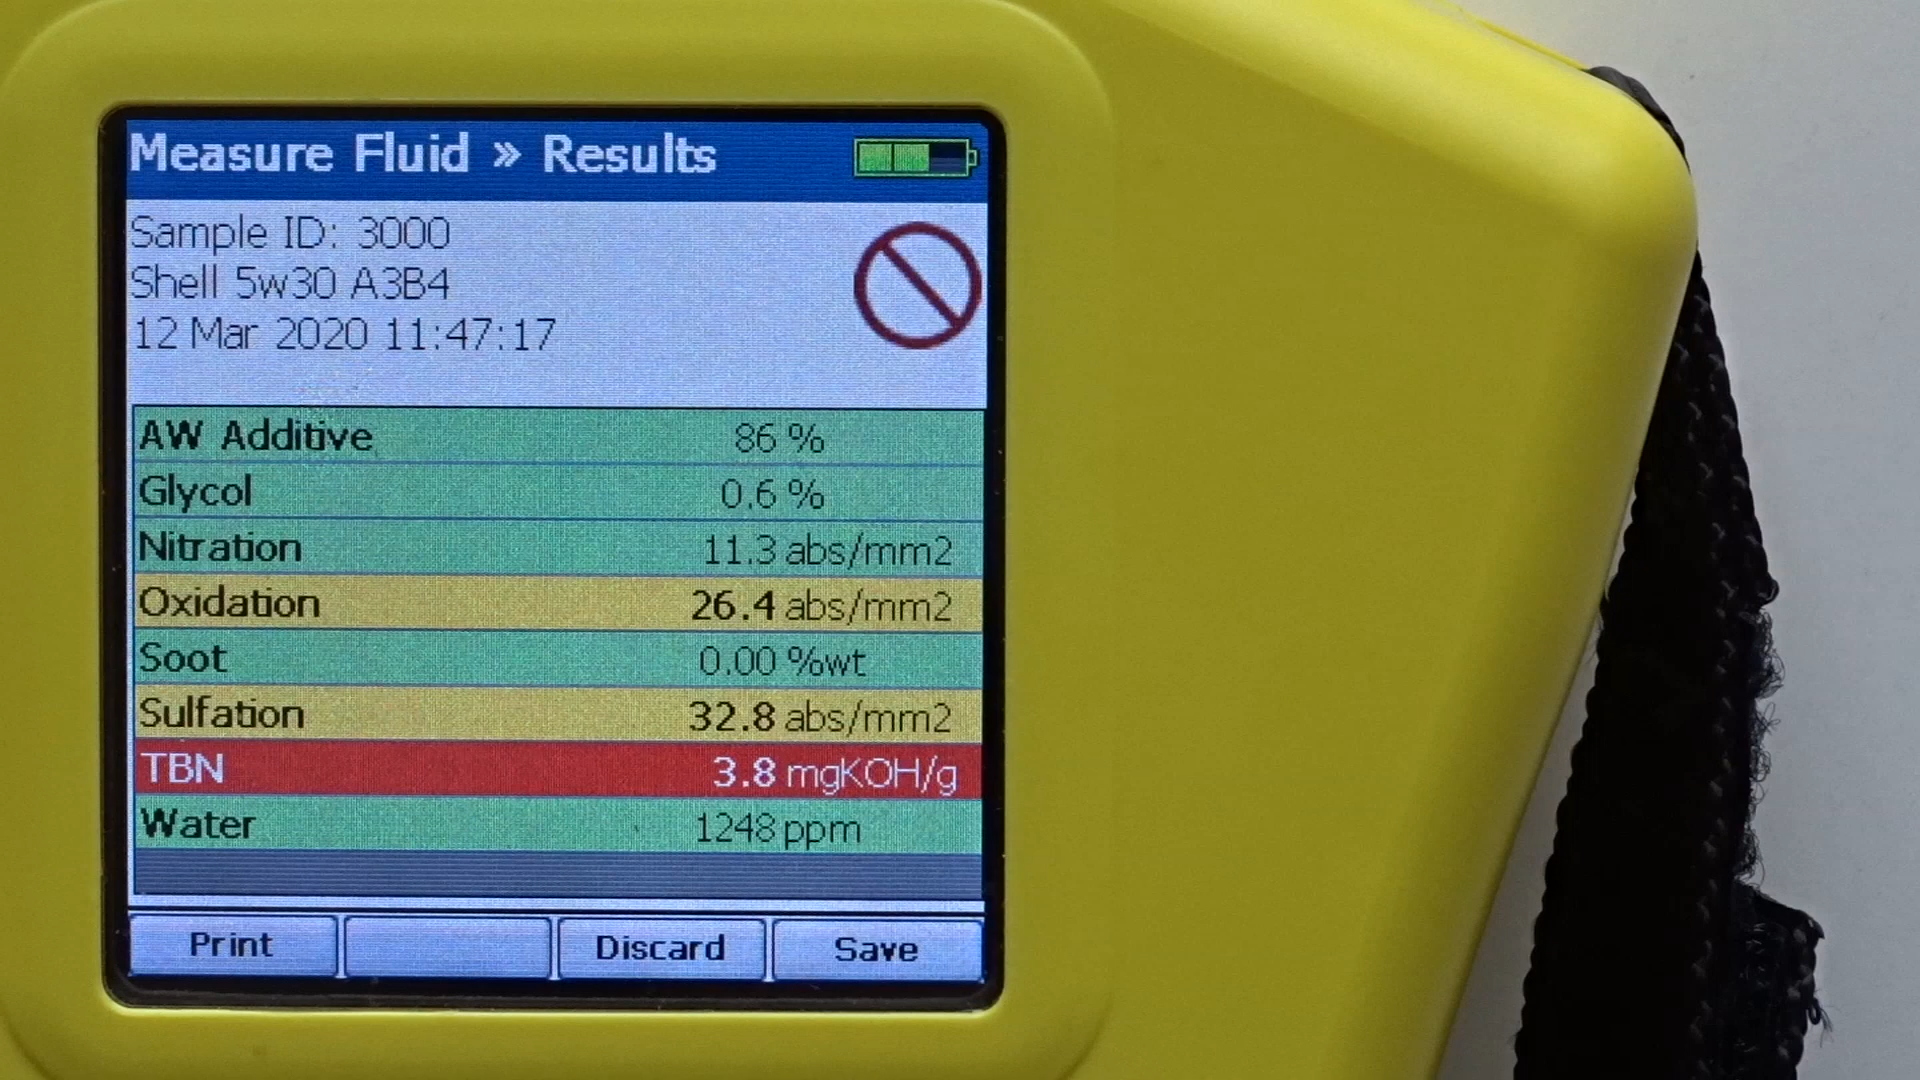 Measure Fluid » Results
Sample ID: 3000
Shell 5w30 A3B4
12 Mar 2020 11:47:17
AW Additive 86 %
Glycol 0.6 %
Nitration 11.3 abs/mm2
Oxidation 26.4 abs/mm2
Soot 0.00 %wt
Sulfation 32.8 abs/mm2
TBN 3.8 mgKOH/g
Water 1248 ppm
Print Discard Save